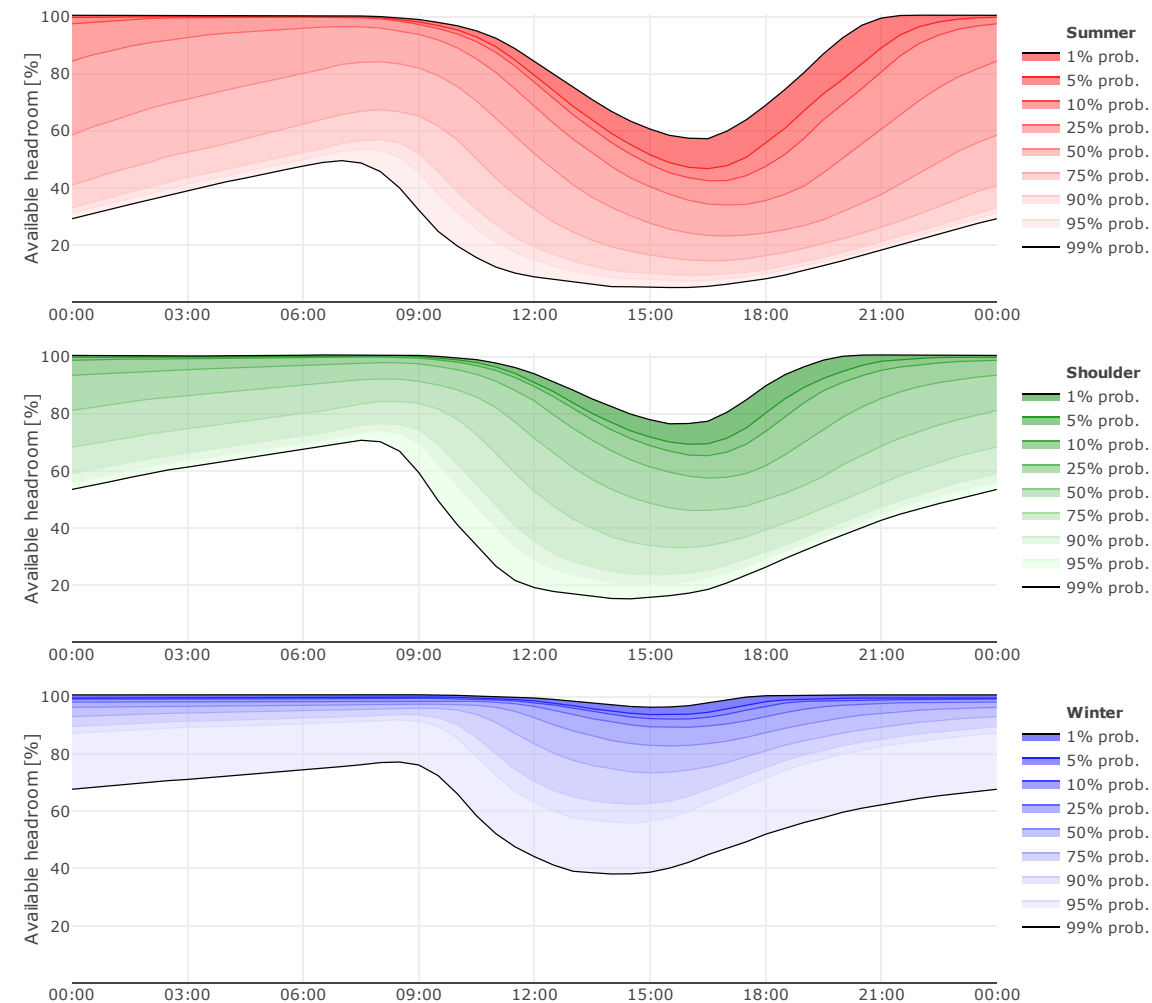 Available headroom [%]
100
80
60
40
20
00:00 03:00 06:00 09:00 12:00 15:00 18:00 21:00 00:00
Summer
1% prob.
5% prob.
10% prob.
25% prob.
50% prob.
75% prob.
90% prob.
95% prob.
99% prob.
Available headroom [%]
100
80
60
40
20
00:00 03:00 06:00 09:00 12:00 15:00 18:00 21:00 00:00
Shoulder
1% prob.
5% prob.
10% prob.
25% prob.
50% prob.
75% prob.
90% prob.
95% prob.
99% prob.
Available headroom [%]
100
80
60
40
20
00:00 03:00 06:00 09:00 12:00 15:00 18:00 21:00 00:00
Winter
1% prob.
5% prob.
10% prob.
25% prob.
50% prob.
75% prob.
90% prob.
95% prob.
99% prob.